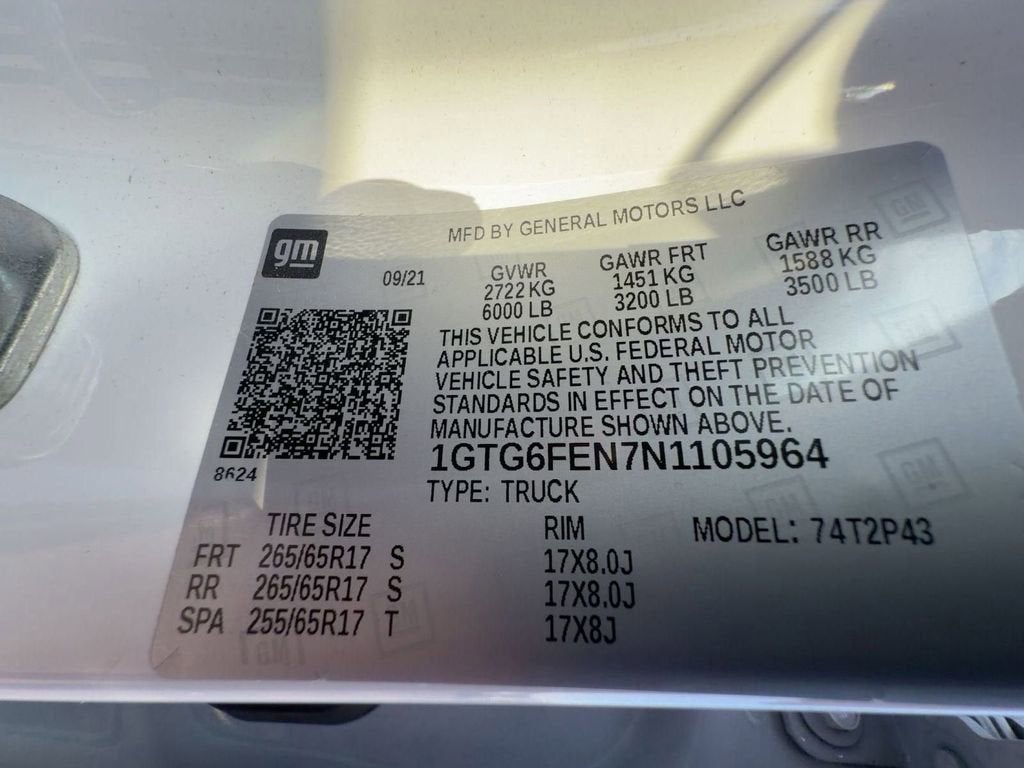 gm
MFD BY GENERAL MOTORS LLC
09/21
GVWR
2722 KG
6000 LB
GAWR FRT
1451 KG
3200 LB
GAWR RR
1588 KG
3500 LB
THIS VEHICLE CONFORMS TO ALL
APPLICABLE U.S. FEDERAL MOTOR
VEHICLE SAFETY AND THEFT PREVENTION
STANDARDS IN EFFECT ON THE DATE OF
MANUFACTURE SHOWN ABOVE.
8624
1GTG6FEN7N1105964
TYPE: TRUCK
TIRE SIZE RIM MODEL: 74T2P43
FRT 265/65R17 S 17X8.0J
RR 265/65R17 S 17X8.0J
SPA 255/65R17 T 17X8J